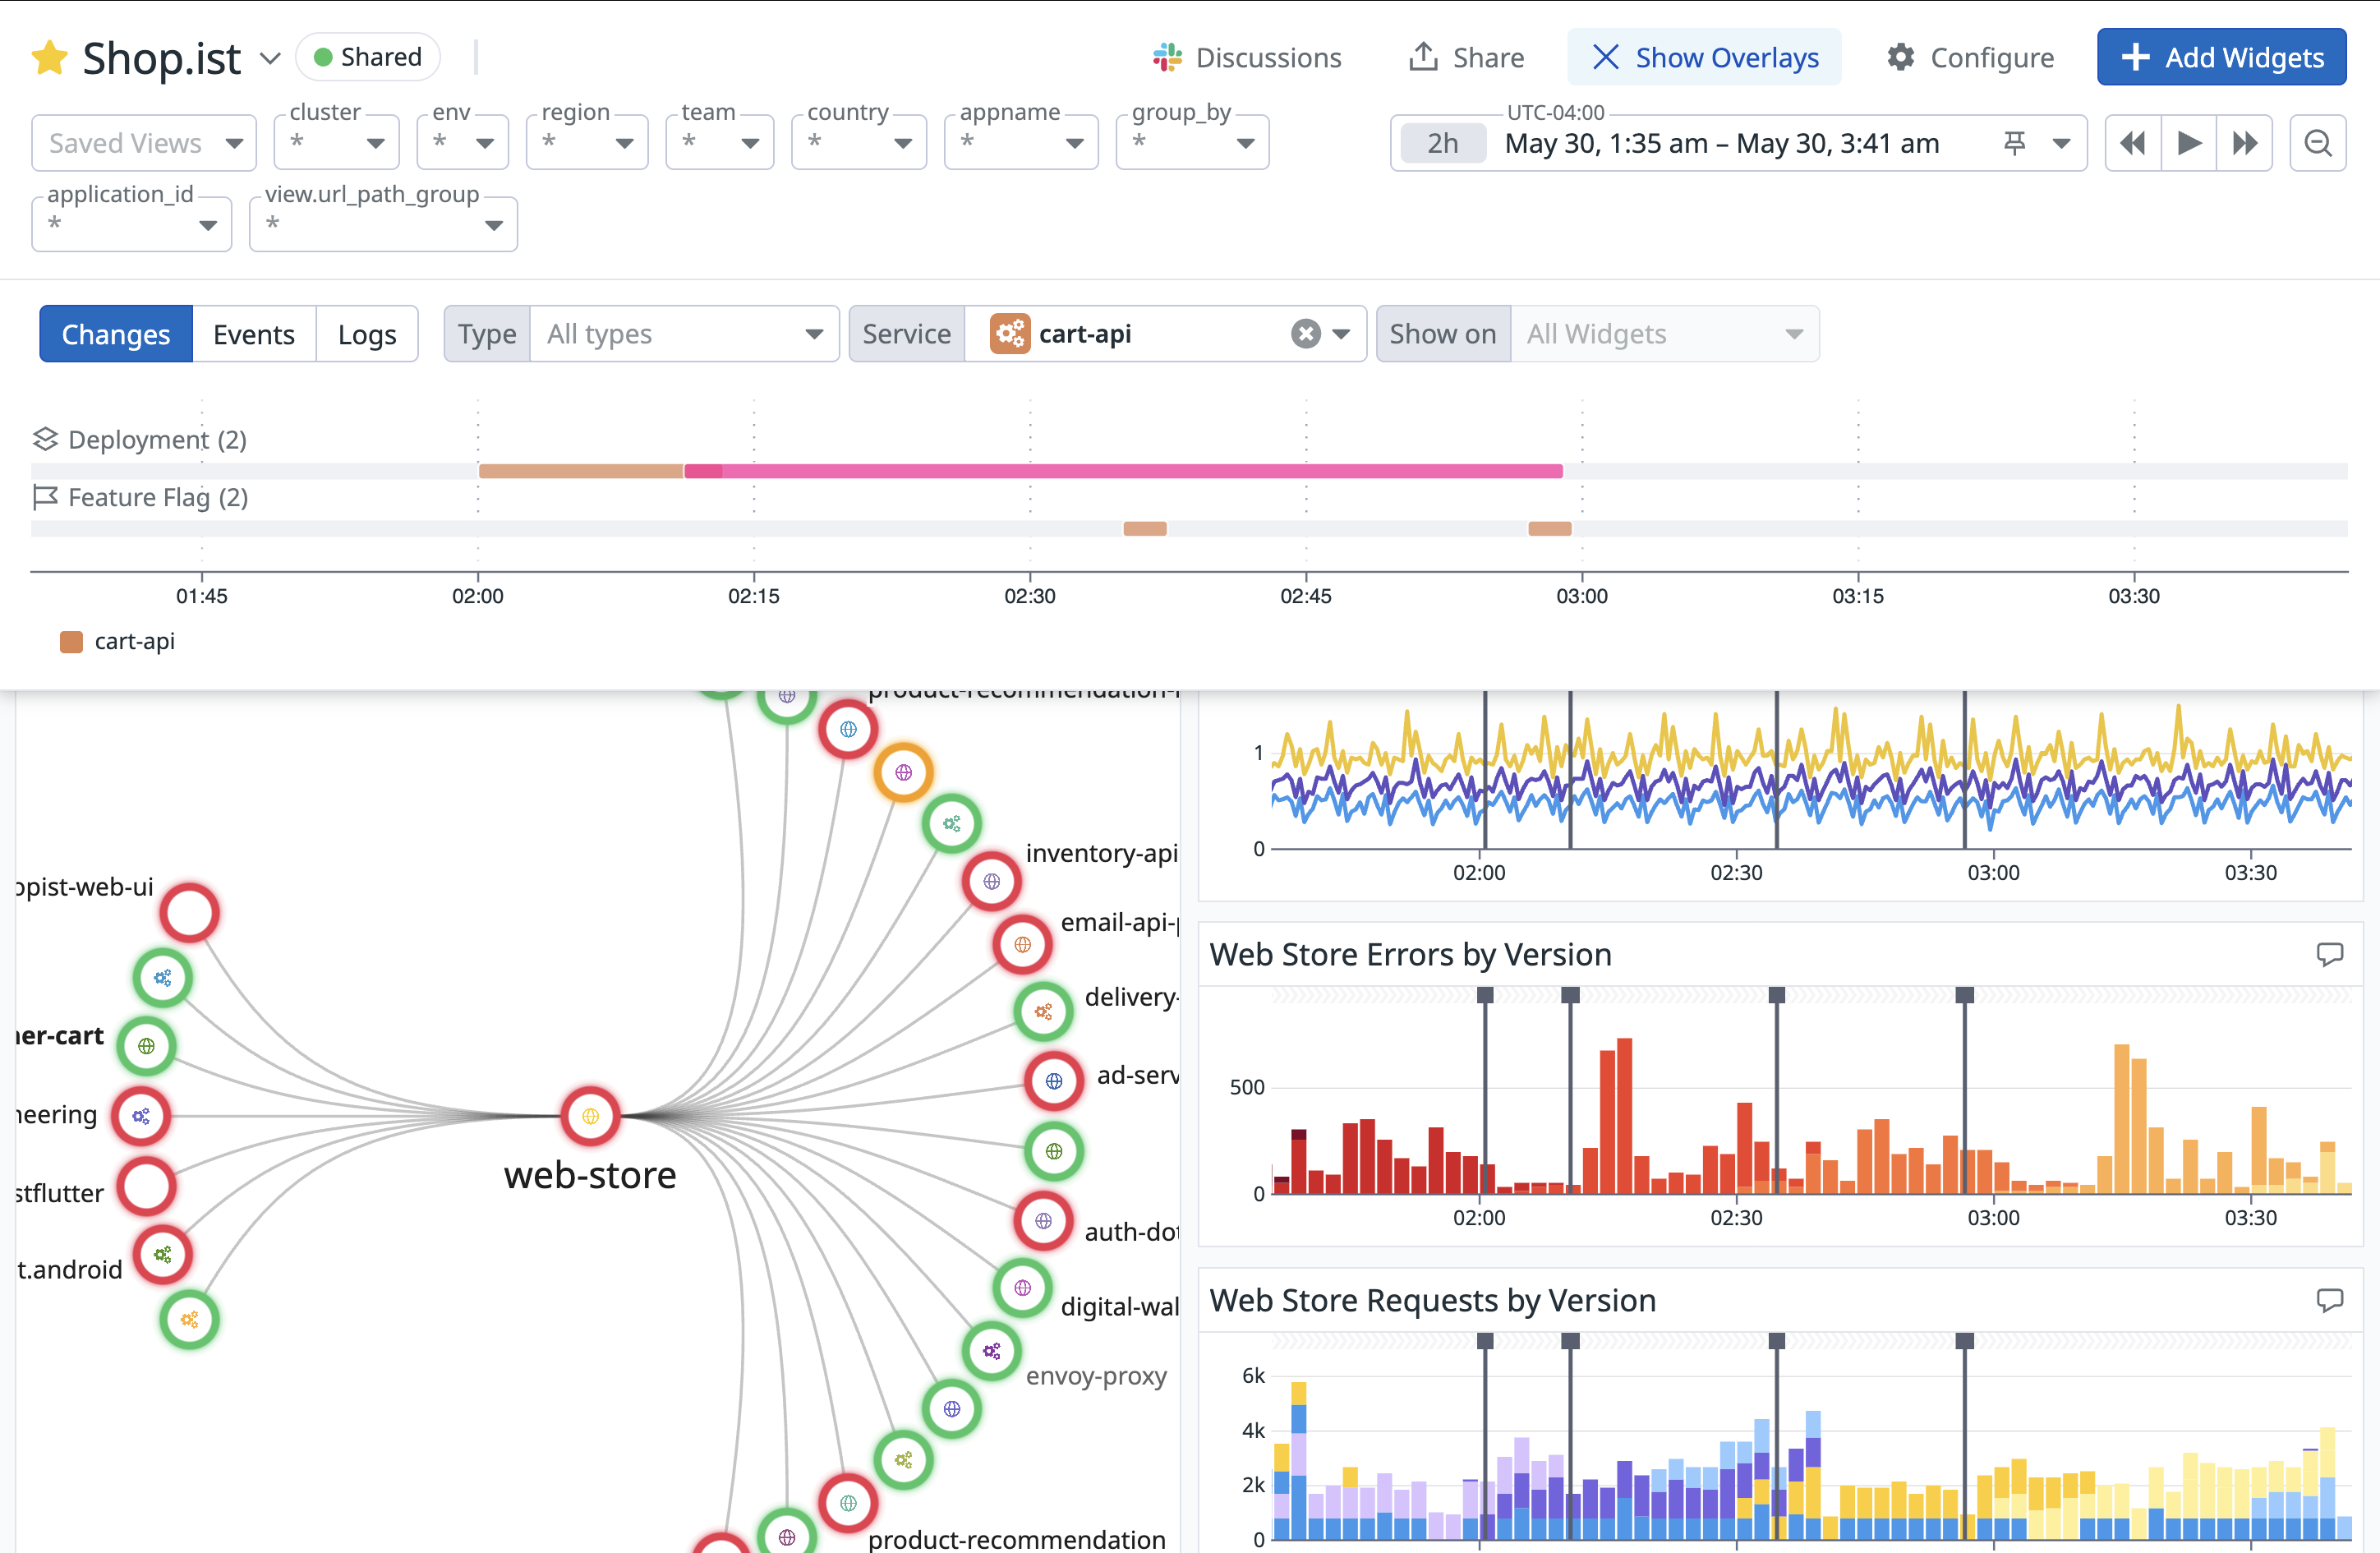 Shop.ist
Shared
Discussions
Share
Show Overlays
Configure
Add Widgets
Saved Views
cluster
*
env
*
region
*
team
*
country
*
appname
*
group_by
*
UTC-04:00
2h May 30, 1:35 am – May 30, 3:41 am
application_id
*
view.url_path_group
*
Changes
Events
Logs
Type All types
Service cart-api
Show on All Widgets
Deployment (2)
Feature Flag (2)
01:45 02:00 02:15 02:30 02:45 03:00 03:15 03:30
cart-api
product-recommendation-
opist-web-ui
er-cart
neering
stflutter
t.android
web-store
inventory-api
email-api-
delivery-
ad-serv
auth-dot
digital-wal
envoy-proxy
product-recommendation
1
0
02:00 02:30 03:00 03:30
Web Store Errors by Version
500
0
02:00 02:30 03:00 03:30
Web Store Requests by Version
6k
4k
2k
0